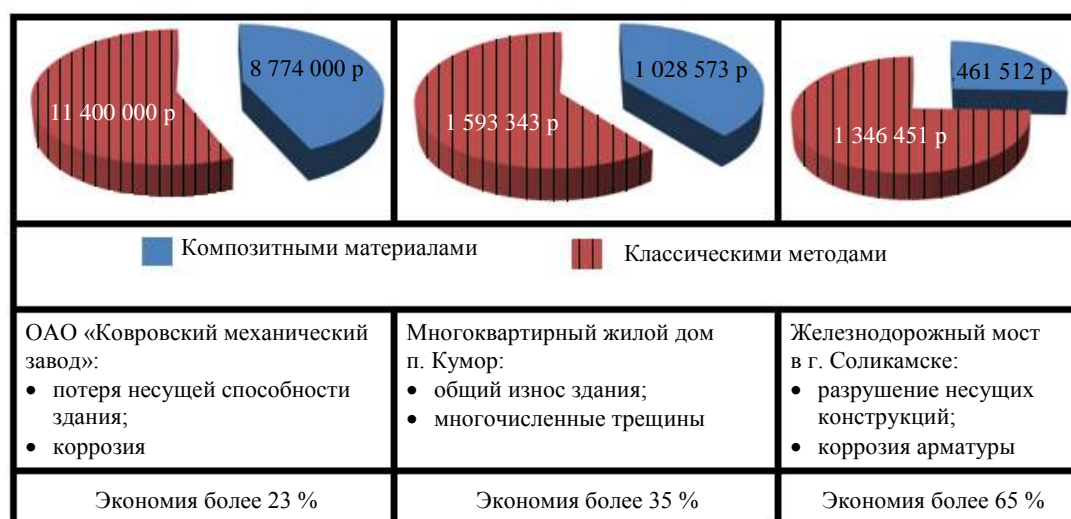 8 774 000 р
11 400 000 р
1 028 573 р
1 593 343 р
461 512 р
1 346 451 р
Композитными материалами
Классическими методами
ОАО «Ковровский механический
завод»:
• потеря несущей способности
здания;
• коррозия
Многоквартирный жилой дом
п. Кумор:
• общий износ здания;
• многочисленные трещины
Железнодорожный мост
в г. Соликамске:
• разрушение несущих
конструкций;
• коррозия арматуры
Экономия более 23 %
Экономия более 35 %
Экономия более 65 %